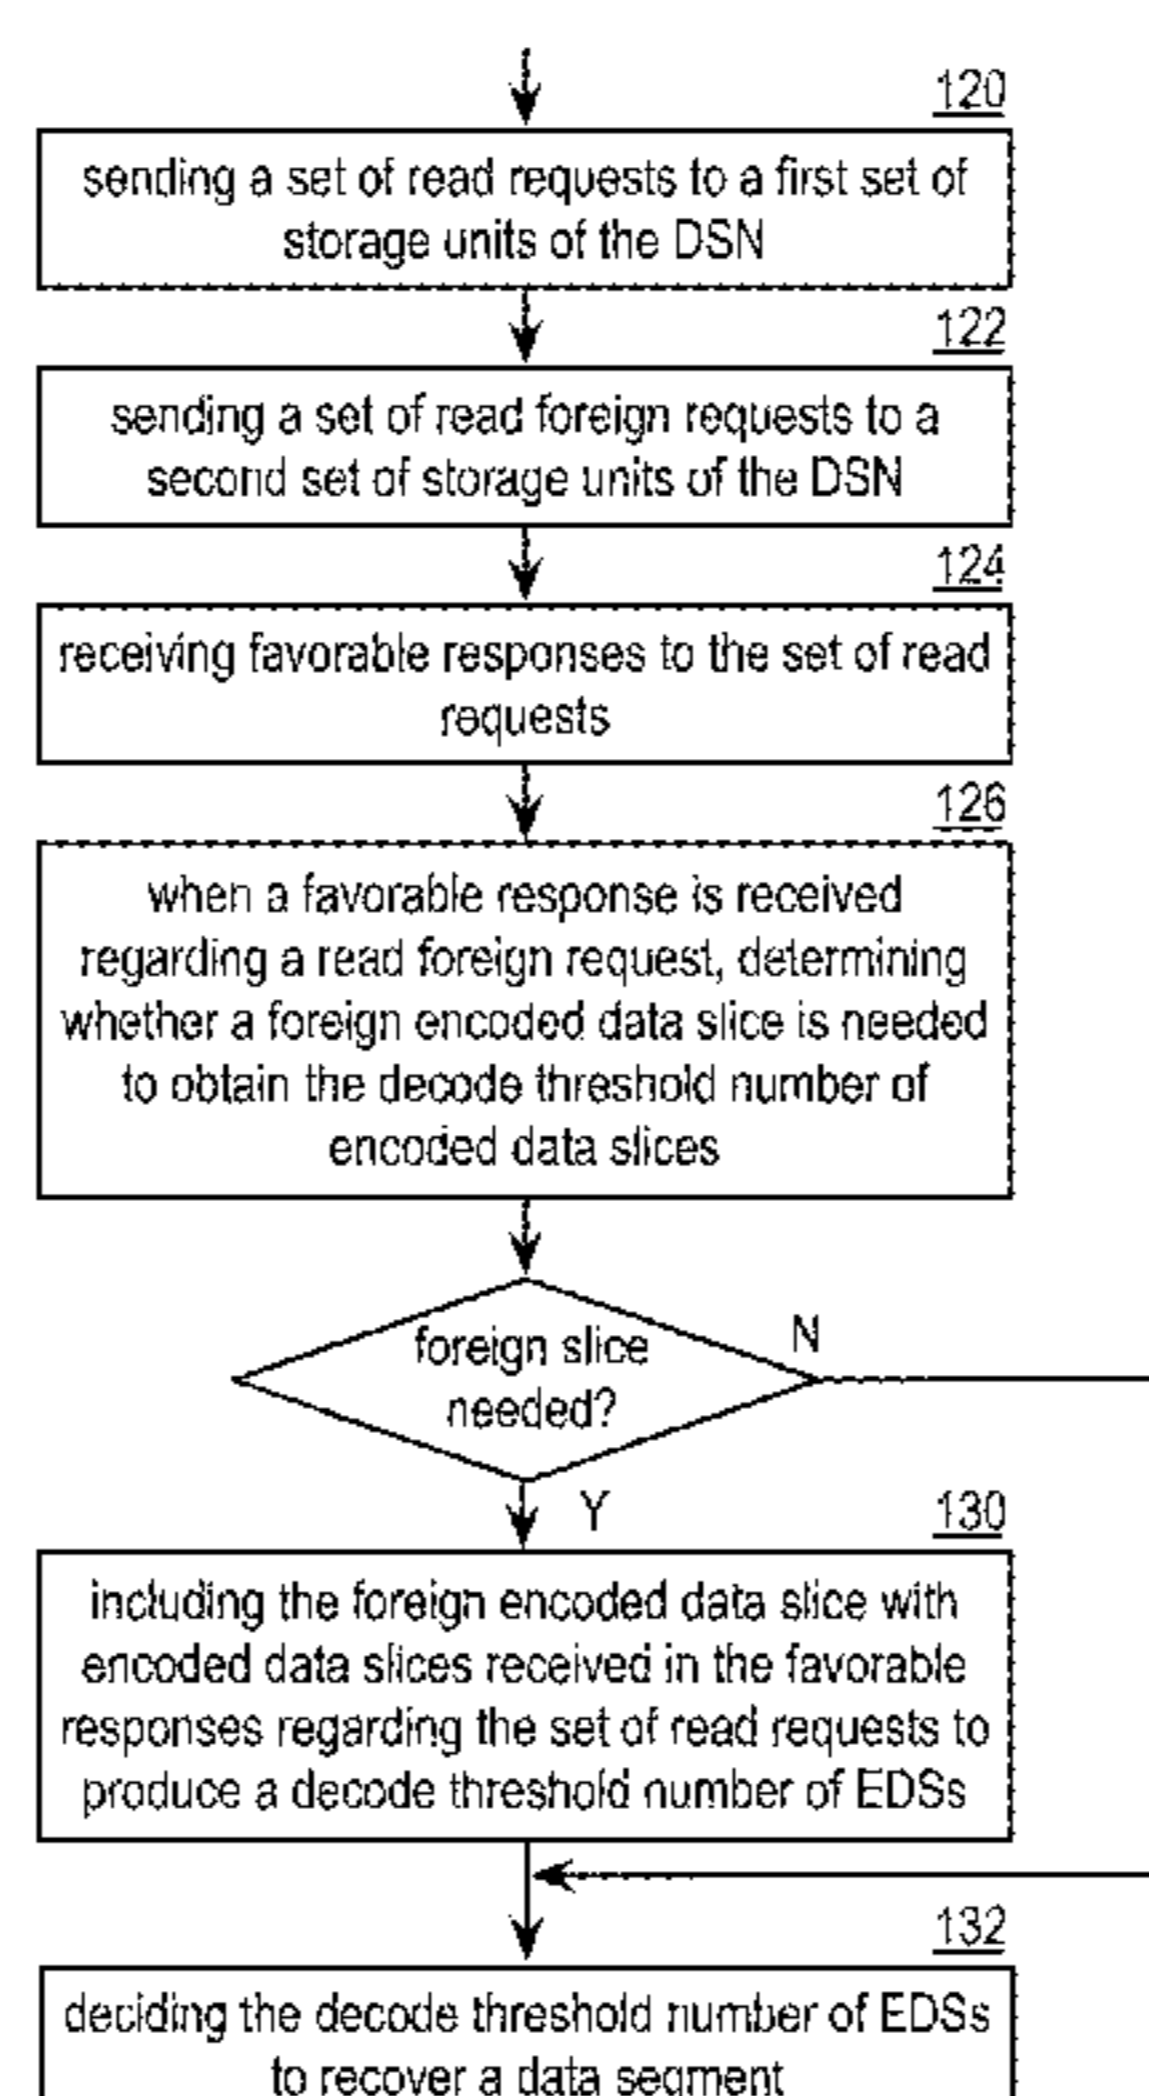 120
sending a set of read requests to a first set of
storage units of the DSN
122
sending a set of read foreign requests to a
second set of storage units of the DSN
124
receiving favorable responses to the set of read
requests
126
when a favorable response is received
regarding a read foreign request, determining
whether a foreign encoded data slice is needed
to obtain the decode threshold number of
encoded data slices
foreign slice
needed?
N
Y
130
including the foreign encoded data slice with
encoded data slices received in the favorable
responses regarding the set of read requests to
produce a decode threshold number of EDSs
132
deciding the decode threshold number of EDSs
to recover a data segment